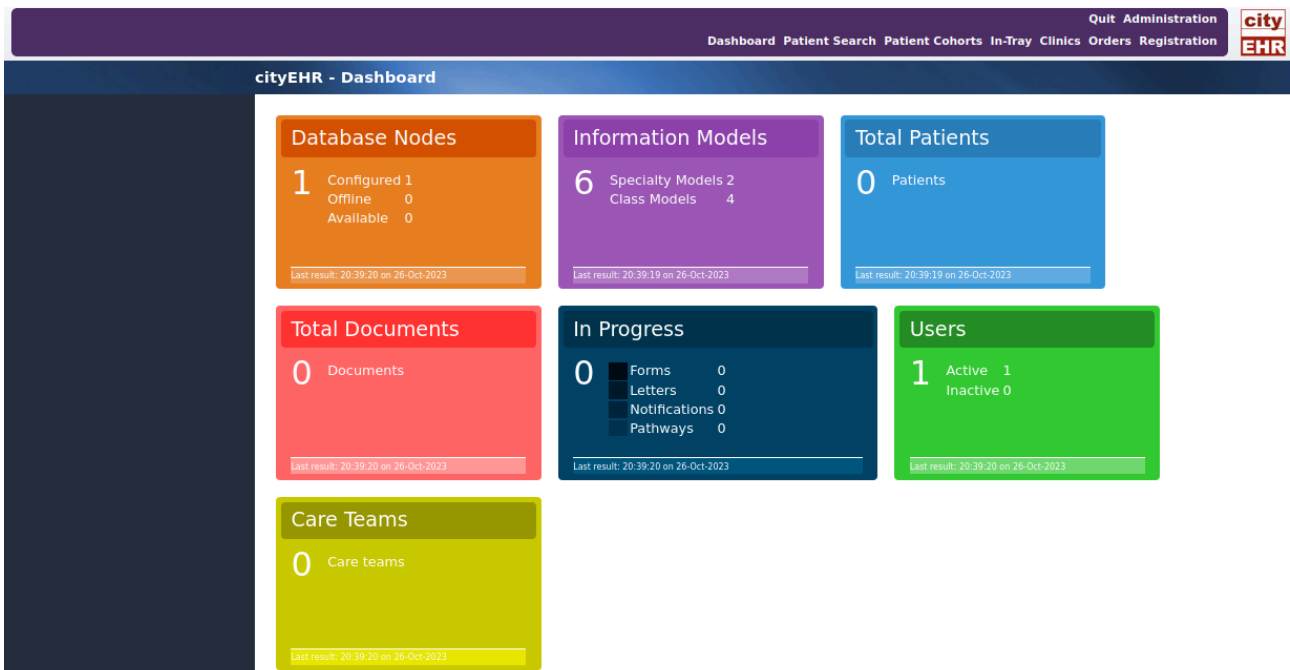 Quit Administration
city
EHR
Dashboard Patient Search Patient Cohorts In-Tray Clinics Orders Registration
cityEHR - Dashboard
Database Nodes
1
Configured 1
Offline 0
Available 0
Last result: 20:39:20 on 26-Oct-2023
Information Models
6
Specialty Models 2
Class Models 4
Last result: 20:39:19 on 26-Oct-2023
Total Patients
0
Patients
Last result: 20:39:19 on 26-Oct-2023
Total Documents
0
Documents
Last result: 20:39:20 on 26-Oct-2023
In Progress
0
Forms 0
Letters 0
Notifications 0
Pathways 0
Last result: 20:39:20 on 26-Oct-2023
Users
1
Active 1
Inactive 0
Last result: 20:39:20 on 26-Oct-2023
Care Teams
0
Care teams
Last result: 20:39:20 on 26-Oct-2023